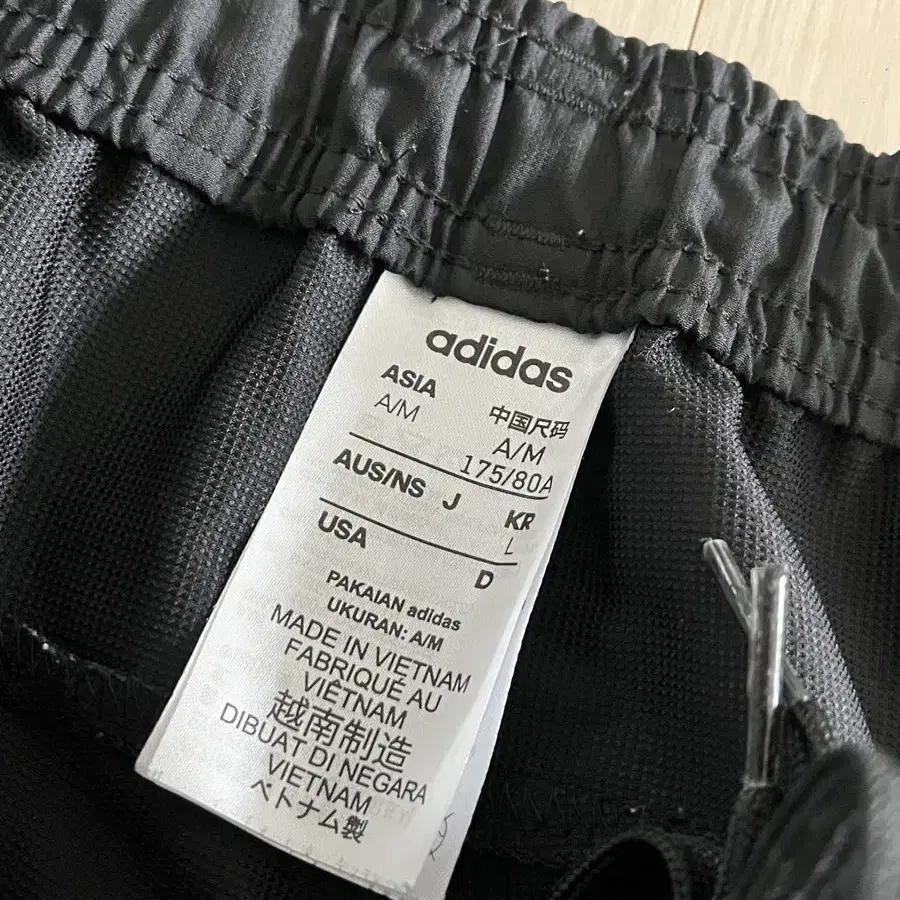 adidas
ASIA 中国尺码
A/M A/M
175/80A
AUS/NS J KR
L
USA D
PAKAIAN adidas
UKURAN: A/M
MADE IN VIETNAM
FABRIQUÉ AU
VIÊTNAM
越南制造
DIBUAT DI NEGARA
VIETNAM
ベトナム製